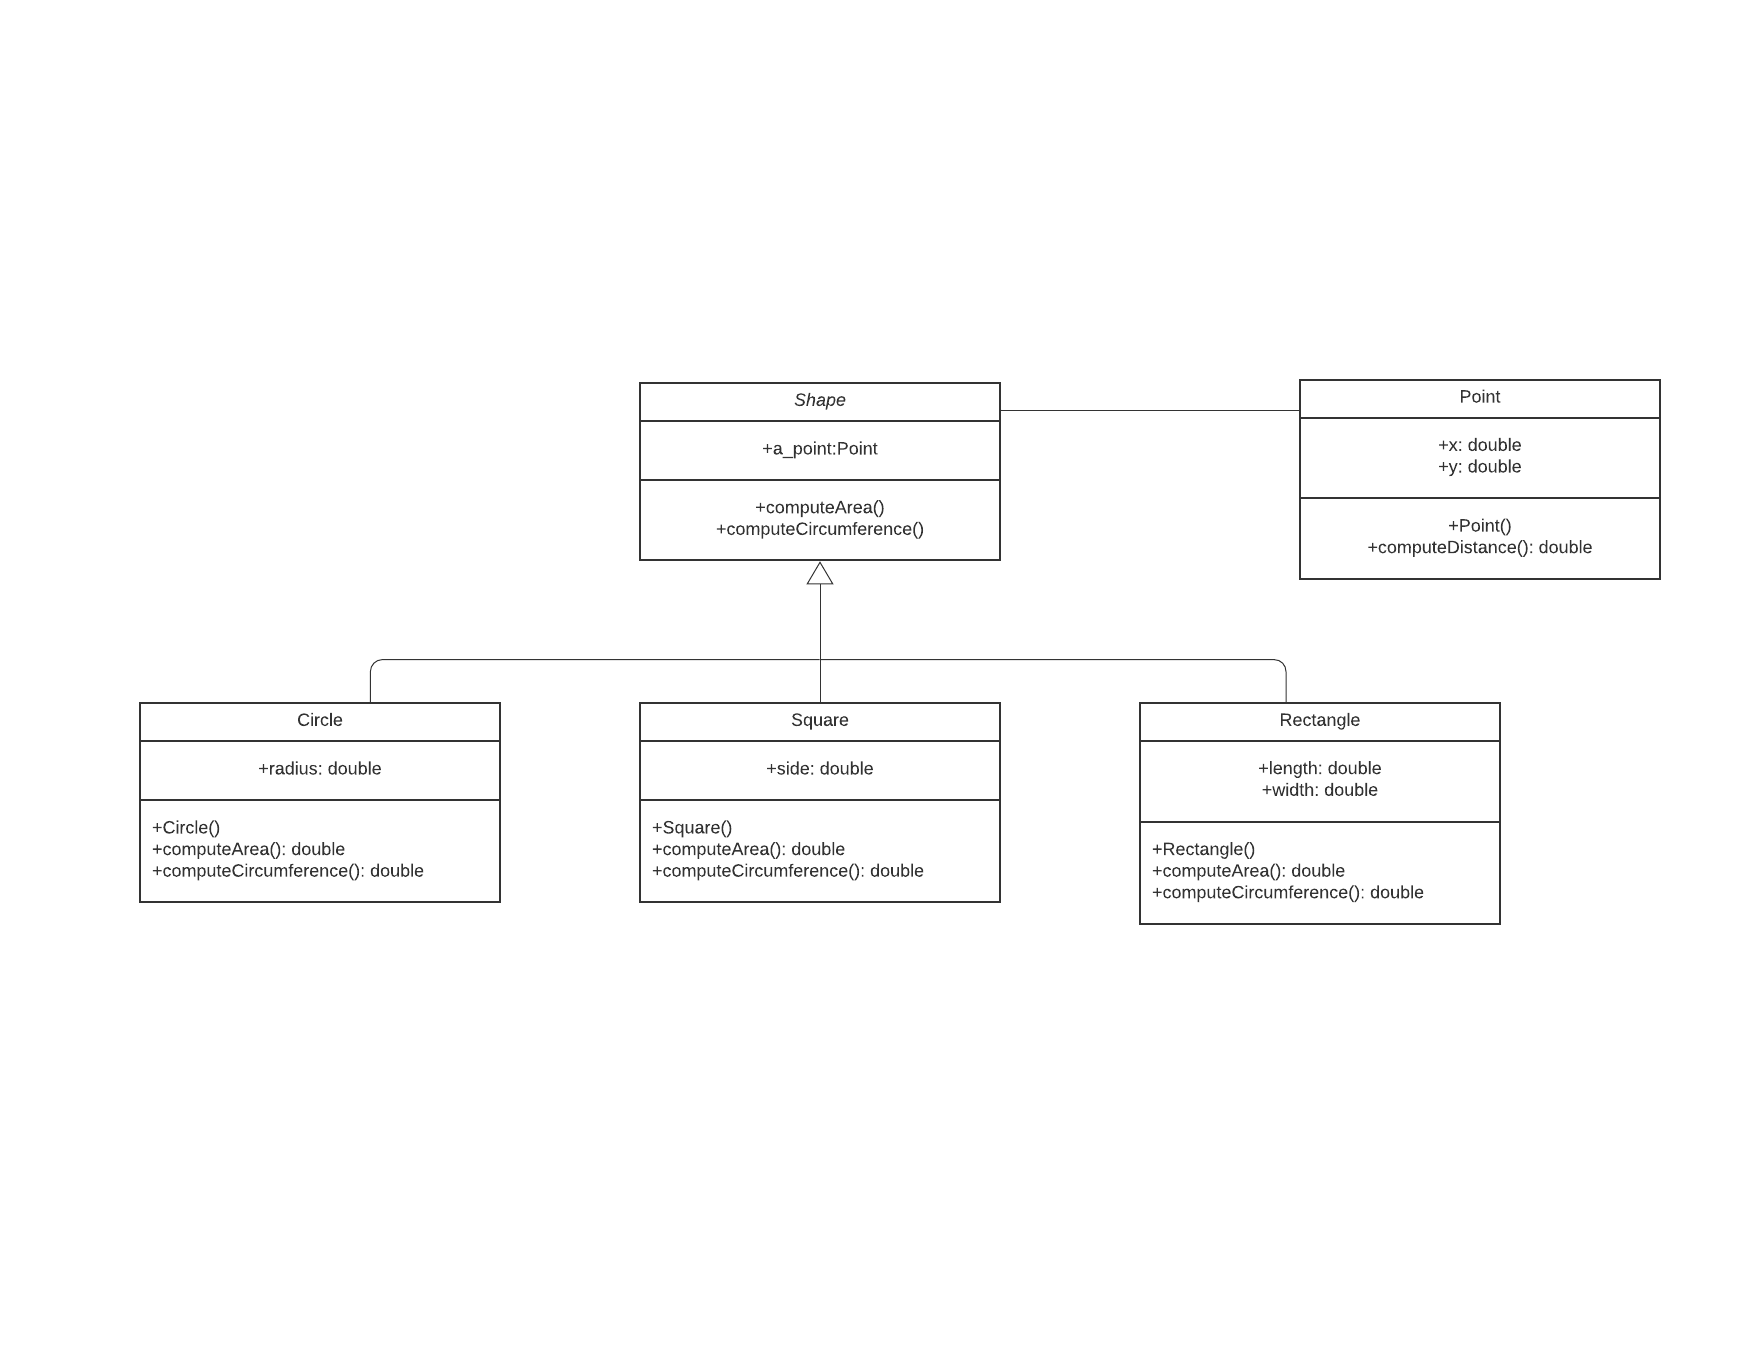 Shape
+a_point:Point
+computeArea()
+computeCircumference()
Point
+x: double
+y: double
+Point()
+computeDistance(): double
Circle
+radius: double
+Circle()
+computeArea(): double
+computeCircumference(): double
Square
+side: double
+Square()
+computeArea(): double
+computeCircumference(): double
Rectangle
+length: double
+width: double
+Rectangle()
+computeArea(): double
+computeCircumference(): double